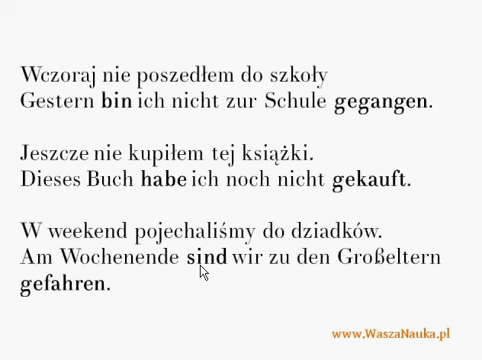 Wczoraj nie poszedłem do szkoły
Gestern bin ich nicht zur Schule gegangen.
Jeszcze nie kupiłem tej książki.
Dieses Buch habe ich noch nicht gekauft.
W weekend pojechaliśmy do dziadków.
Am Wochenende sind wir zu den Großeltern
gefahren.
www.WaszaNauka.pl